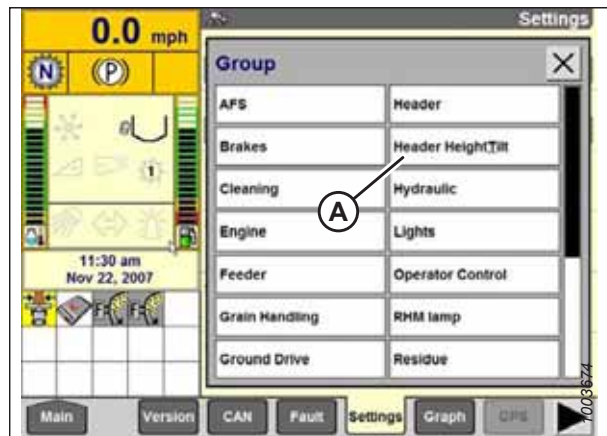 0.0 mph
Settings
N
P
Group
X
AFS
Header
Brakes
Header Height/Tilt
Cleaning
Hydraulic
A
1
Engine
Lights
11:30 am
Nov 22, 2007
Feeder
Operator Control
Grain Handling
RHM lamp
Ground Drive
Residue
Main
Version
CAN
Fault
Settings
Graph
GPS
1003674